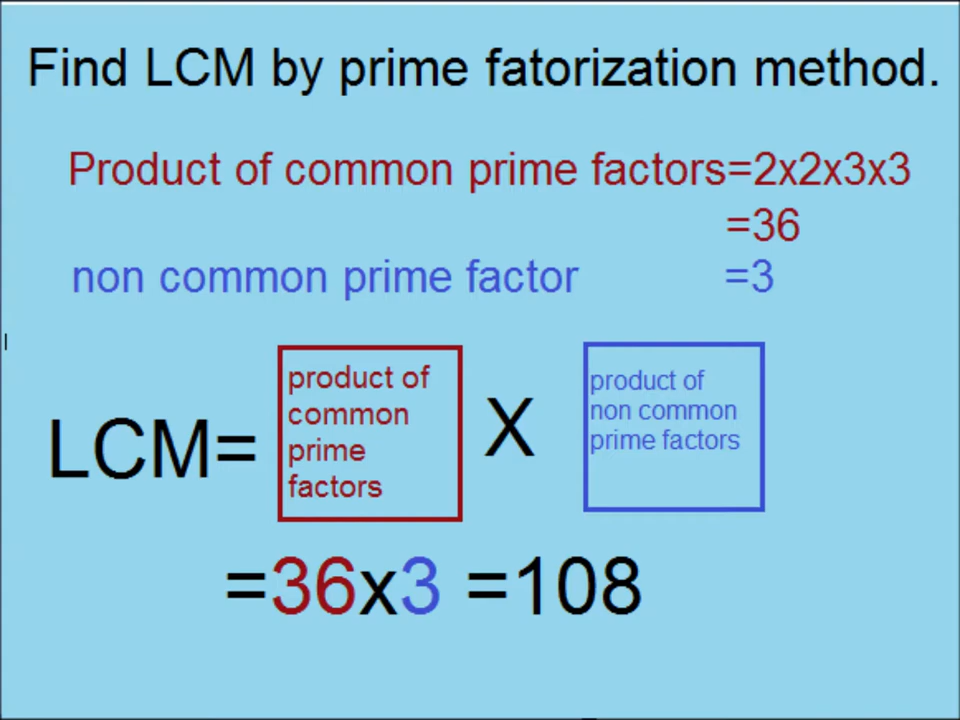 Find LCM by prime fatorization method.
Product of common prime factors=2x2x3x3
=36
non common prime factor =3
LCM=
product of
common
prime
factors
X
product of
non common
prime factors
=36x3 =108